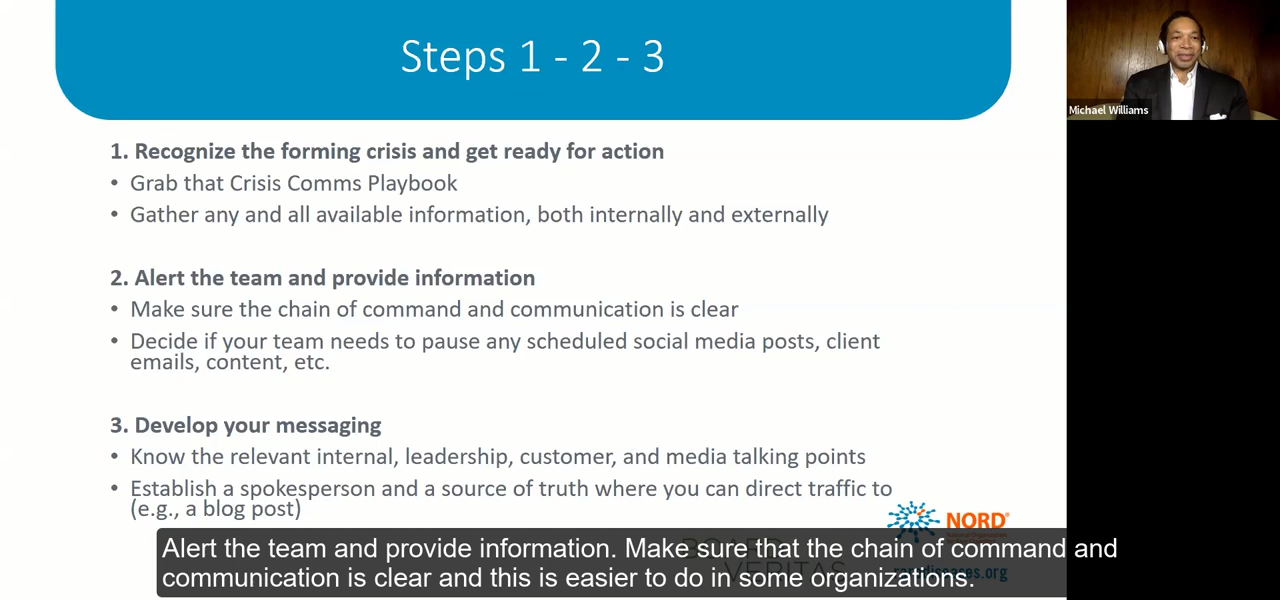 Steps 1 - 2 - 3
Michael Williams
1. Recognize the forming crisis and get ready for action
• Grab that Crisis Comms Playbook
• Gather any and all available information, both internally and externally
2. Alert the team and provide information
• Make sure the chain of command and communication is clear
• Decide if your team needs to pause any scheduled social media posts, client
emails, content, etc.
3. Develop your messaging
• Know the relevant internal, leadership, customer, and media talking points
• Establish a spokesperson and a source of truth where you can direct traffic to
(e.g., a blog post)
NORD®
Alert the team and provide information. Make sure that the chain of command and
communication is clear and this is easier to do in some organizations.
VERITAS
rarediseases.org